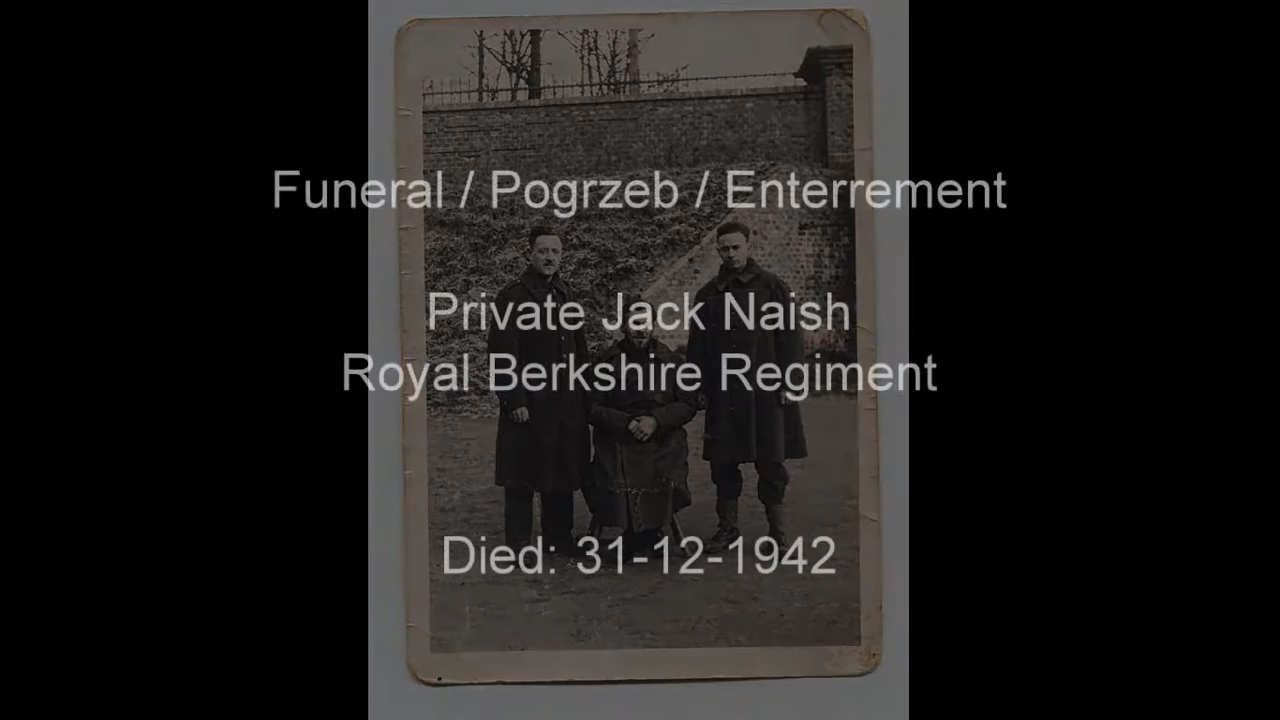 Funeral / Pogrzeb / Enterrement
Private Jack Naish
Royal Berkshire Regiment
Died: 31-12-1942